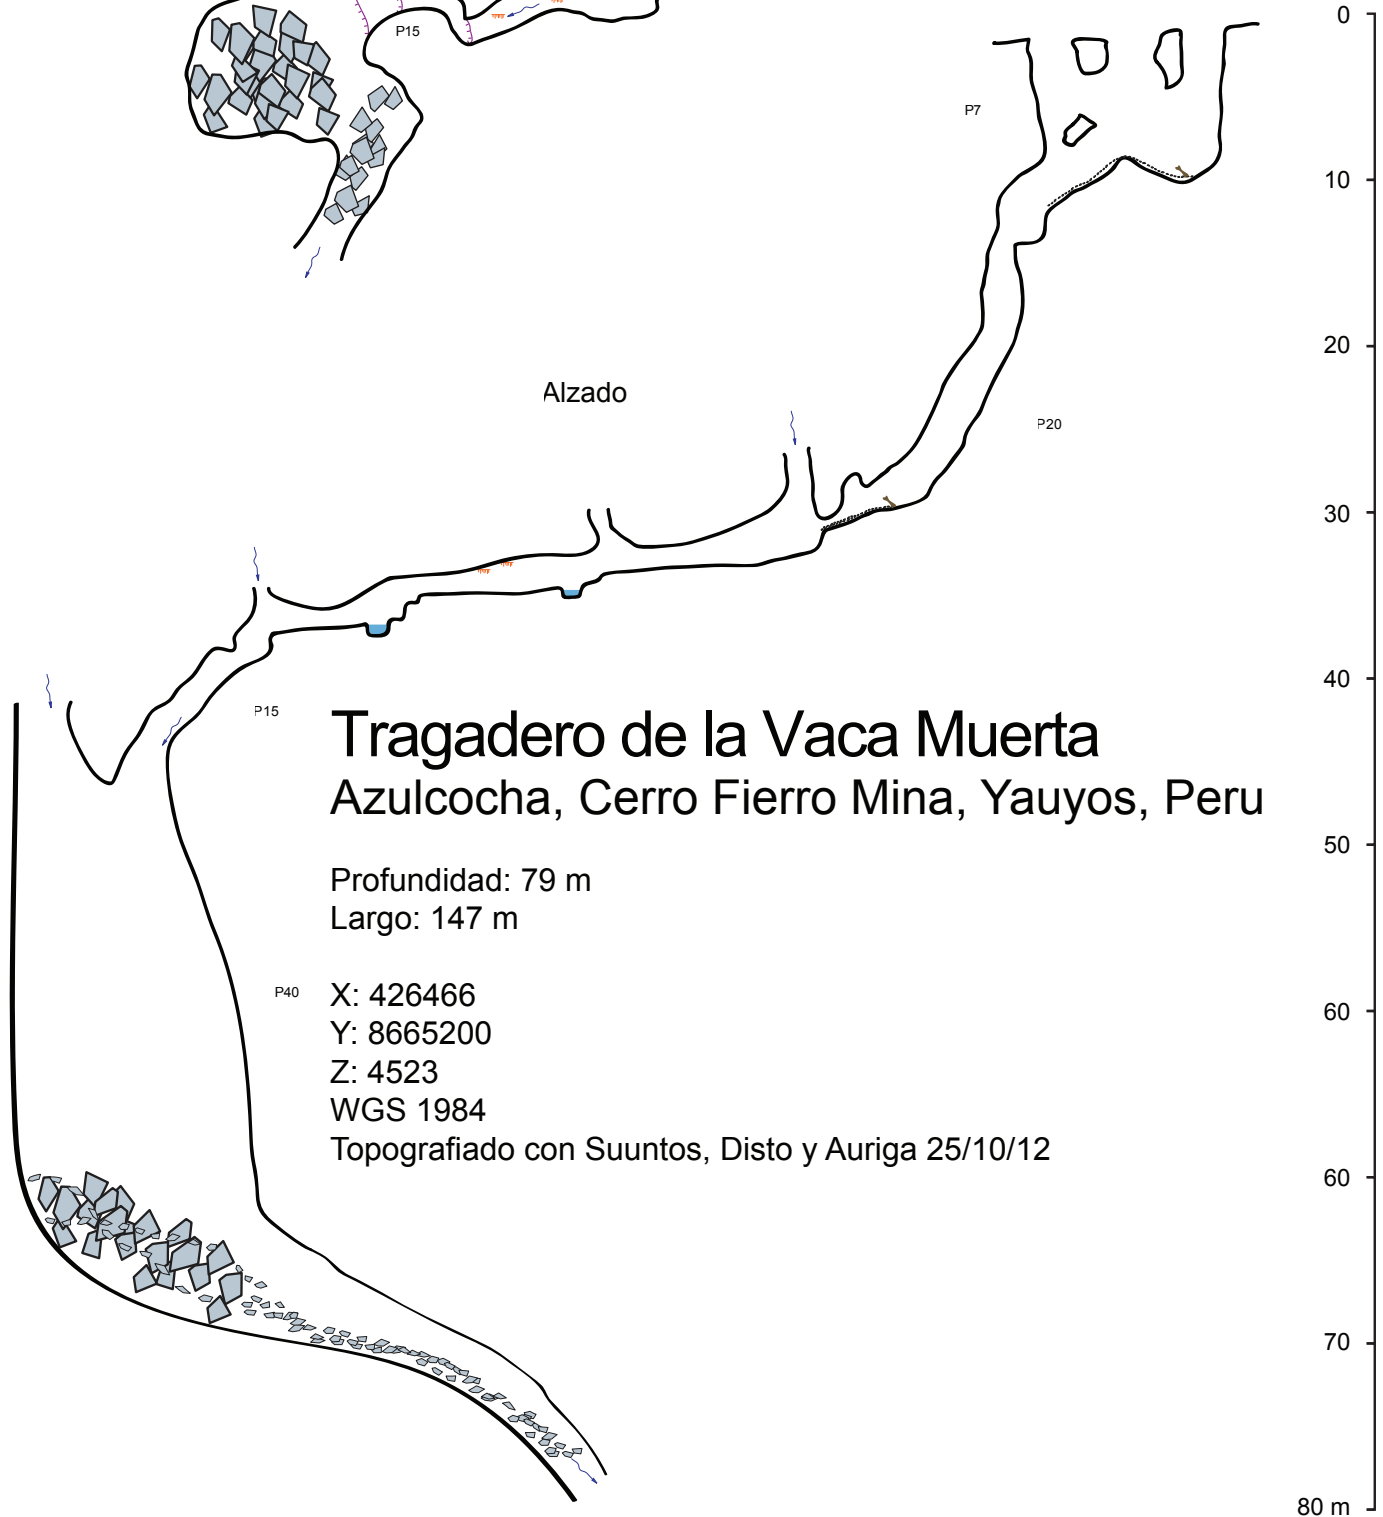 P15
0
P7
10
20
Alzado
P20
30
40
P15
Tragadero de la Vaca Muerta
Azulcocha, Cerro Fierro Mina, Yauyos, Peru
50
Profundidad: 79 m
Largo: 147 m
P40
X: 426466
60
Y: 8665200
Z: 4523
WGS 1984
Topografiado con Suuntos, Disto y Auriga 25/10/12
60
70
80 m